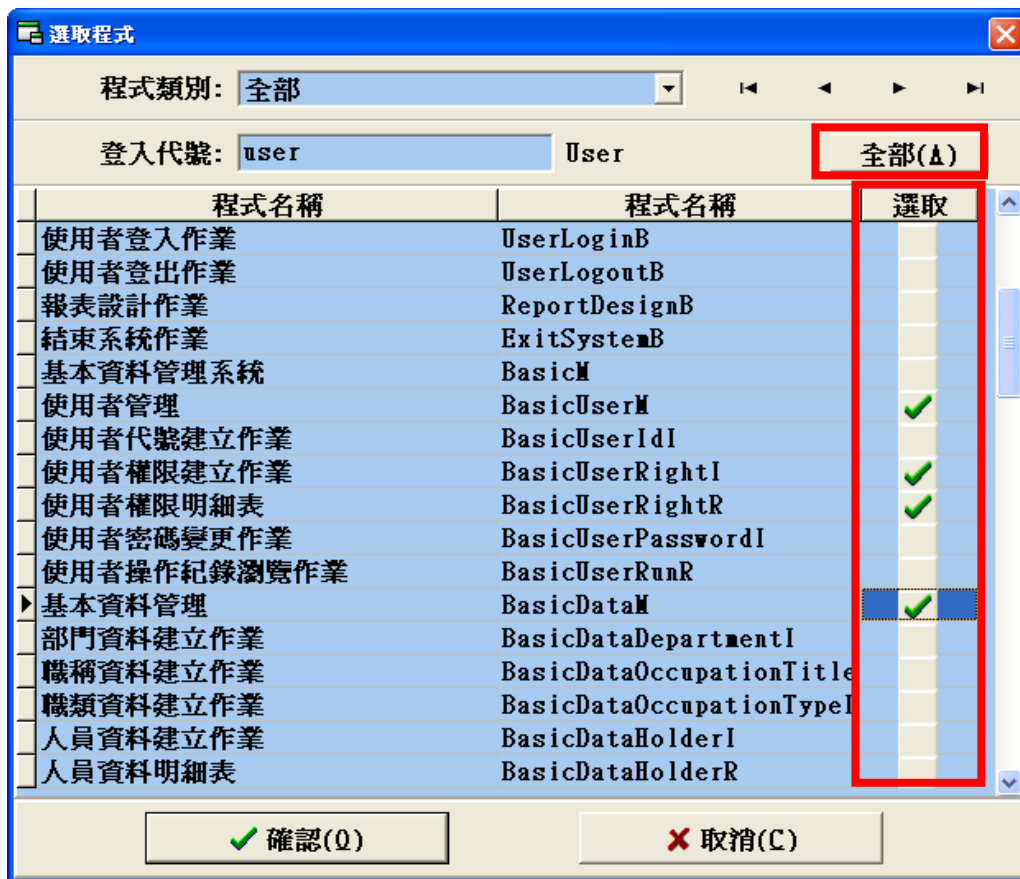 選取程式
程式類別: 全部
登入代號: user User 全部(A)
程式名稱 程式名稱 選取
使用者登入作業 UserLoginB
使用者登出作業 UserLogoutB
報表設計作業 ReportDesignB
結束系統作業 ExitSystemB
基本資料管理系統 BasicM
使用者管理 BasicUserM
使用者代號建立作業 BasicUserIdI
使用者權限建立作業 BasicUserRightI
使用者權限明細表 BasicUserRightR
使用者密碼變更作業 BasicUserPasswordI
使用者操作紀錄瀏覽作業 BasicUserRunR
基本資料管理 BasicDataM
部門資料建立作業 BasicDataDepartmentI
職稱資料建立作業 BasicDataOccupationTitle
職類資料建立作業 BasicDataOccupationTypeI
人員資料建立作業 BasicDataHolderI
人員資料明細表 BasicDataHolderR
確認(O) 取消(C)